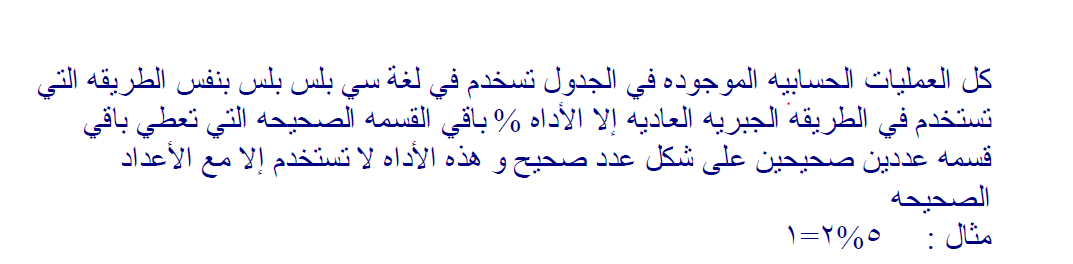 كل العمليات الحسابيه الموجوده في الجدول تسخدم في لغة سي بلس بلس بنفس الطريقه التي
تستخدم في الطريقه الجبريه العاديه إلا الأداه % باقي القسمه الصحيحه التي تعطي باقي
قسمه عددين صحيحين على شكل عدد صحيح و هذه الأداه لا تستخدم إلا مع الأعداد
الصحيحه
مثال : ٥%٢=١